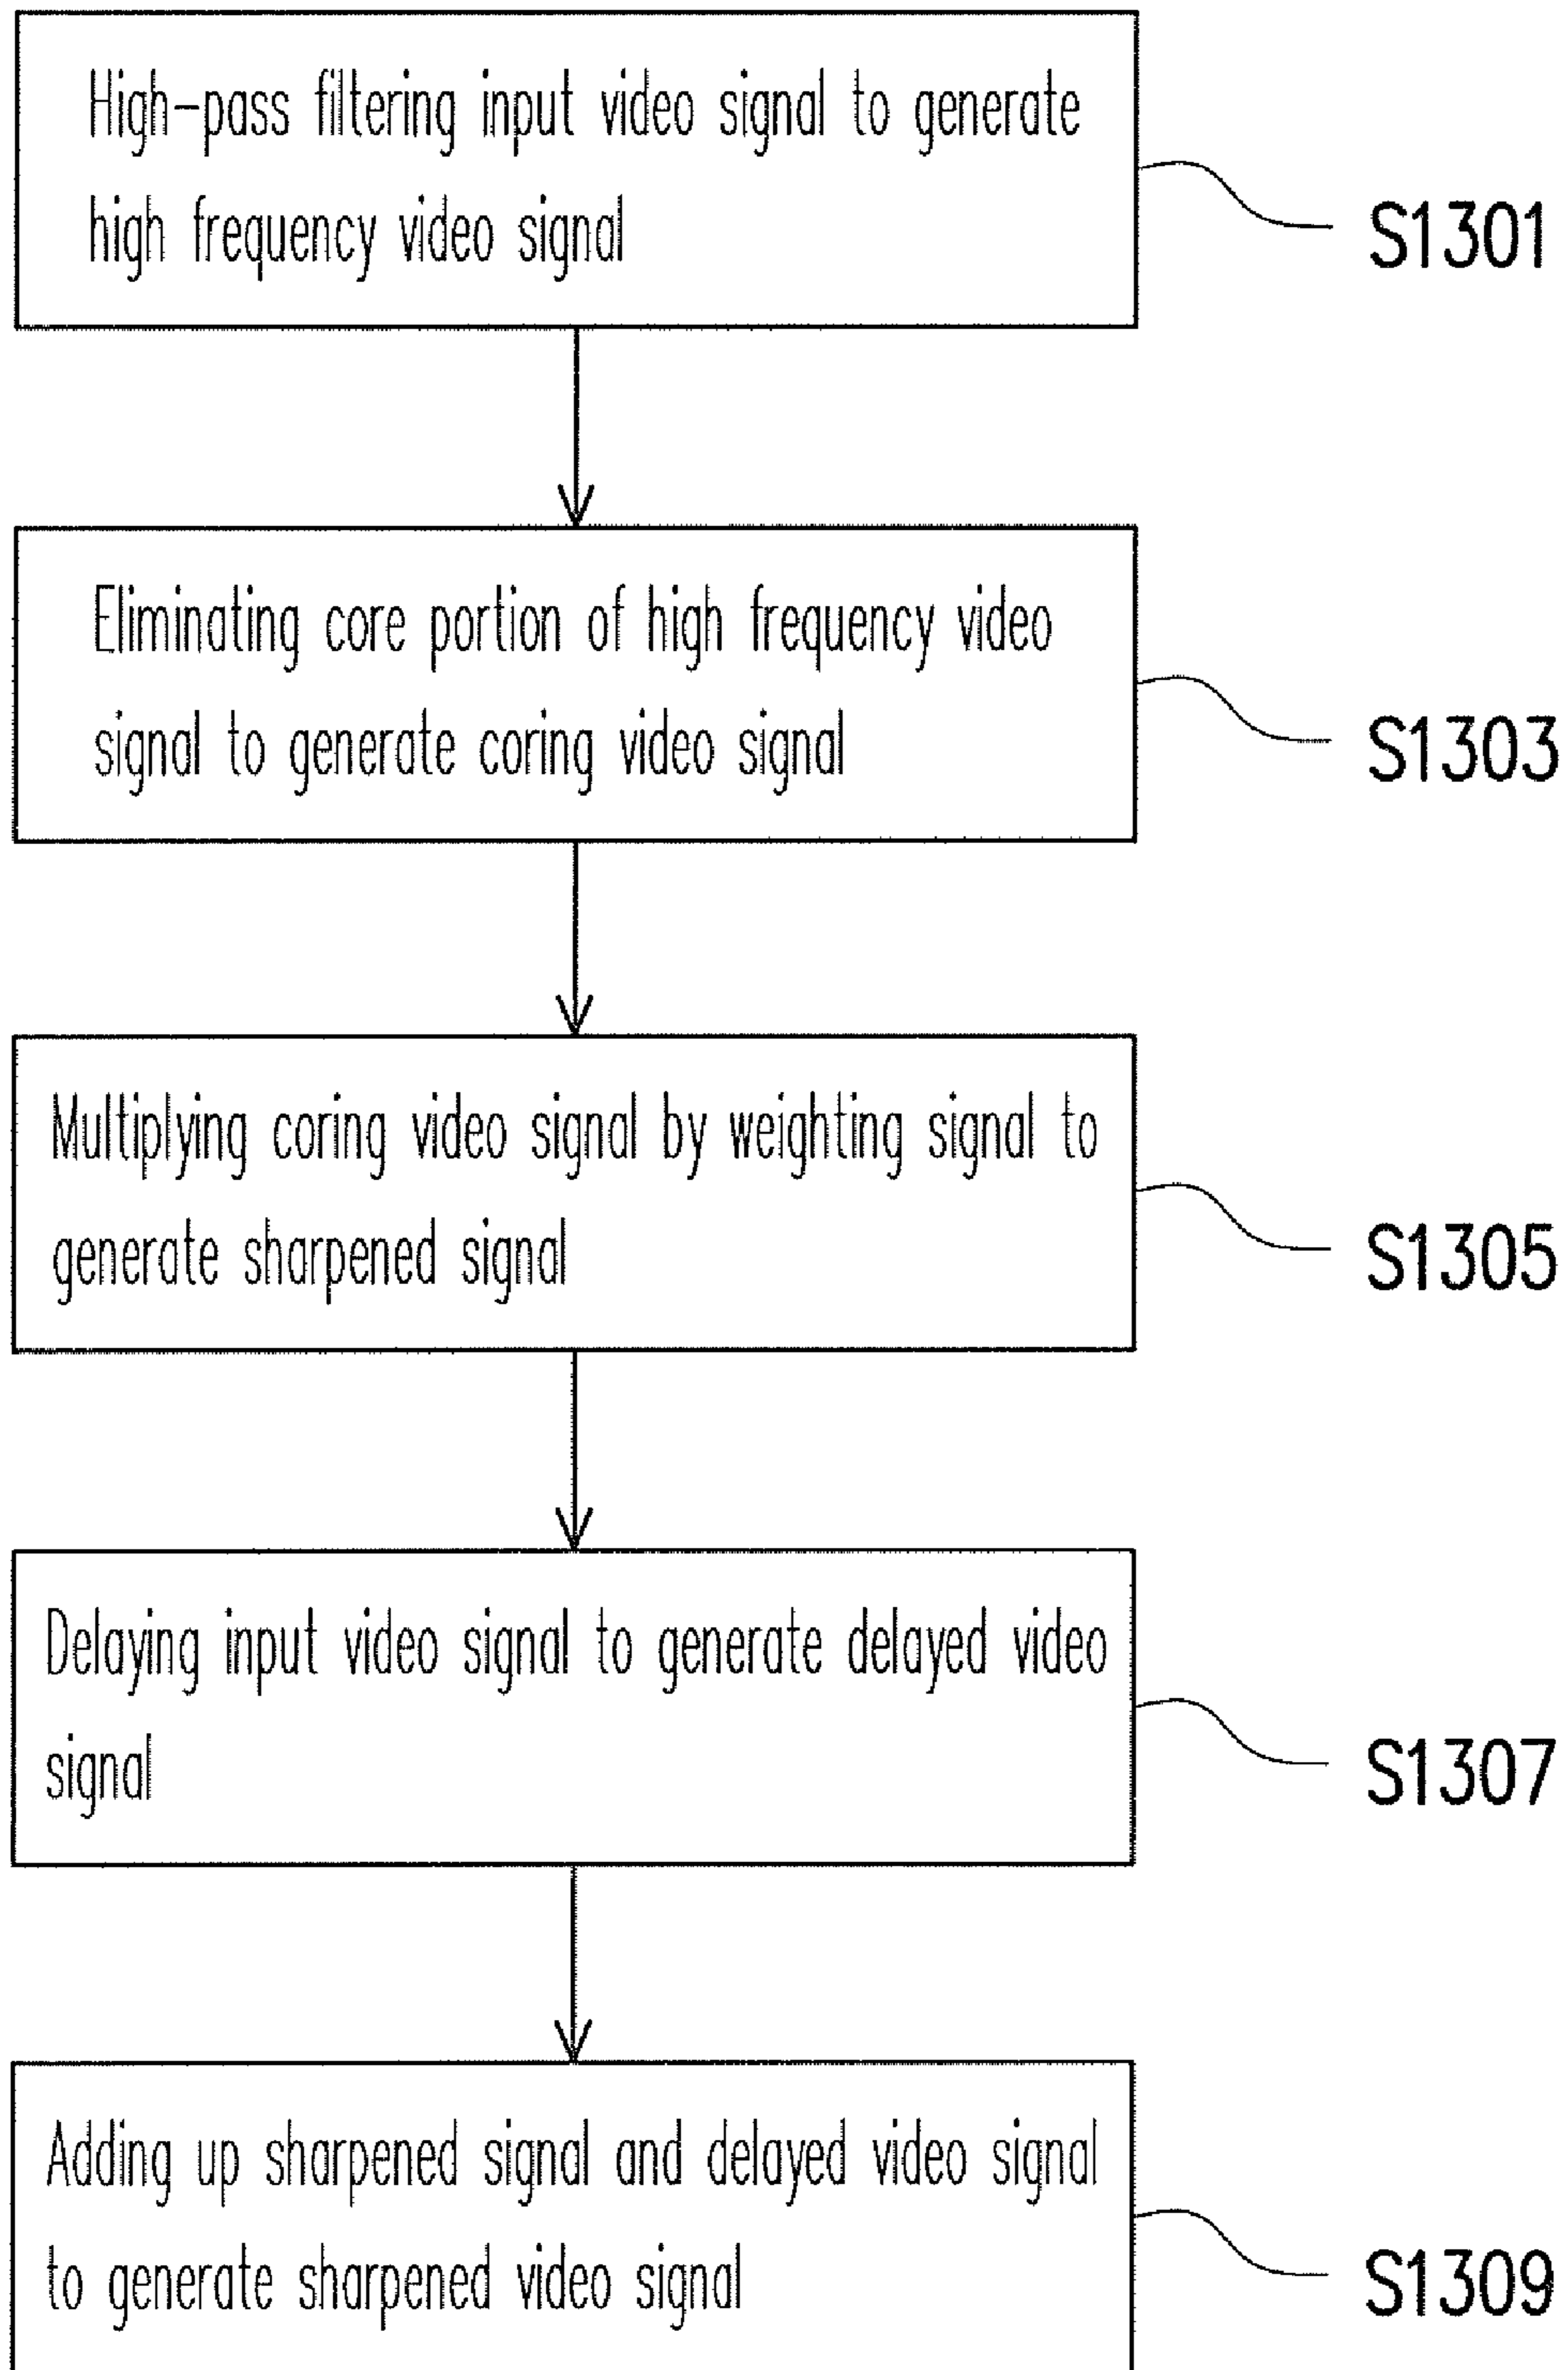 High-pass filtering input video signal to generate
high frequency video signal
S1301
Eliminating core portion of high frequency video
signal to generate coring video signal
S1303
Multiplying coring video signal by weighting signal to
generate sharpened signal
S1305
Delaying input video signal to generate delayed video
signal
S1307
Adding up sharpened signal and delayed video signal
to generate sharpened video signal
S1309